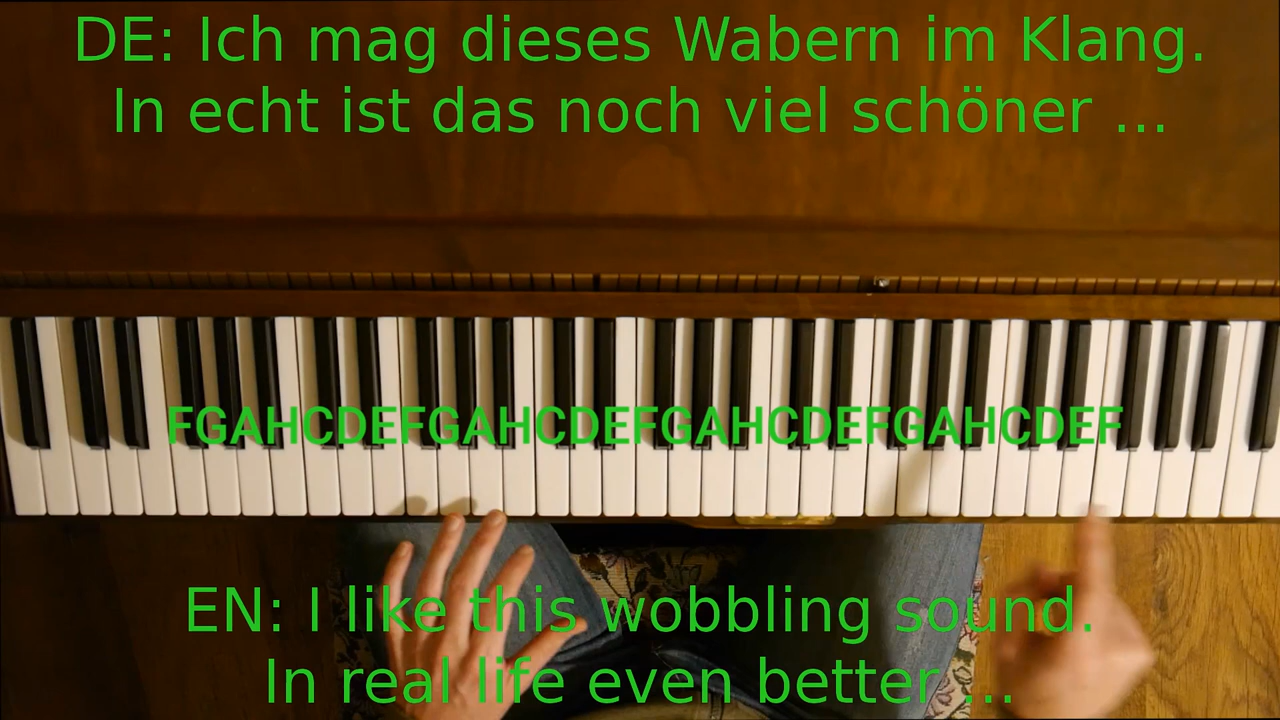 DE: Ich mag dieses Wabern im Klang.
In echt ist das noch viel schöner ...
FGAHCDEFGAHCDEFGAHCDEFGAHCDEF
EN: I like this wobbling sound.
In real life even better ...